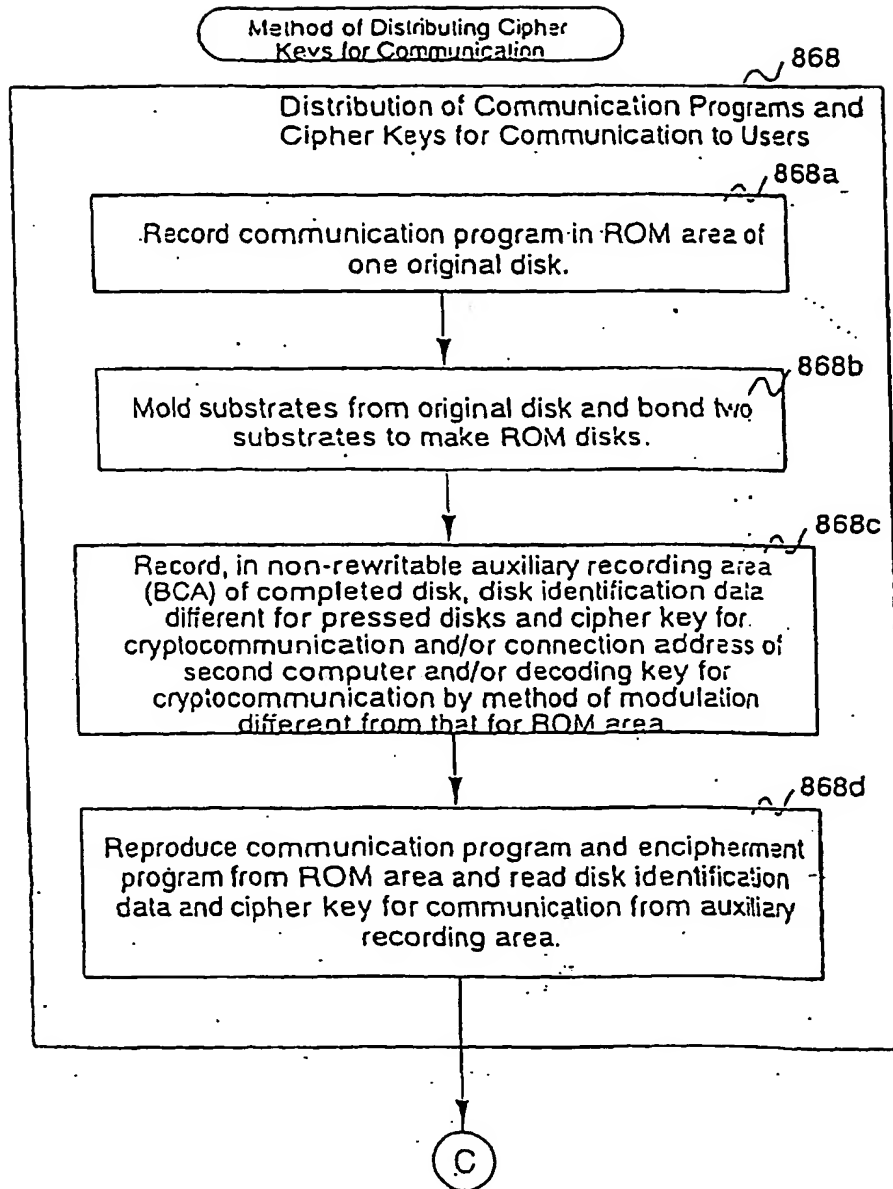 Method of Distributing Cipher
Keys for Communication
868
Distribution of Communication Programs and
Cipher Keys for Communication to Users
868a
Record communication program in ROM area of
one original disk.
868b
Mold substrates from original disk and bond two
substrates to make ROM disks.
868c
Record, in non-rewritable auxiliary recording area
(BCA) of completed disk, disk identification data
different for pressed disks and cipher key for
cryptocommunication and/or connection address of
second computer and/or decoding key for
cryptocommunication by method of modulation
different from that for ROM area
868d
Reproduce communication program and encipherment
program from ROM area and read disk identification
data and cipher key for communication from auxiliary
recording area.
C